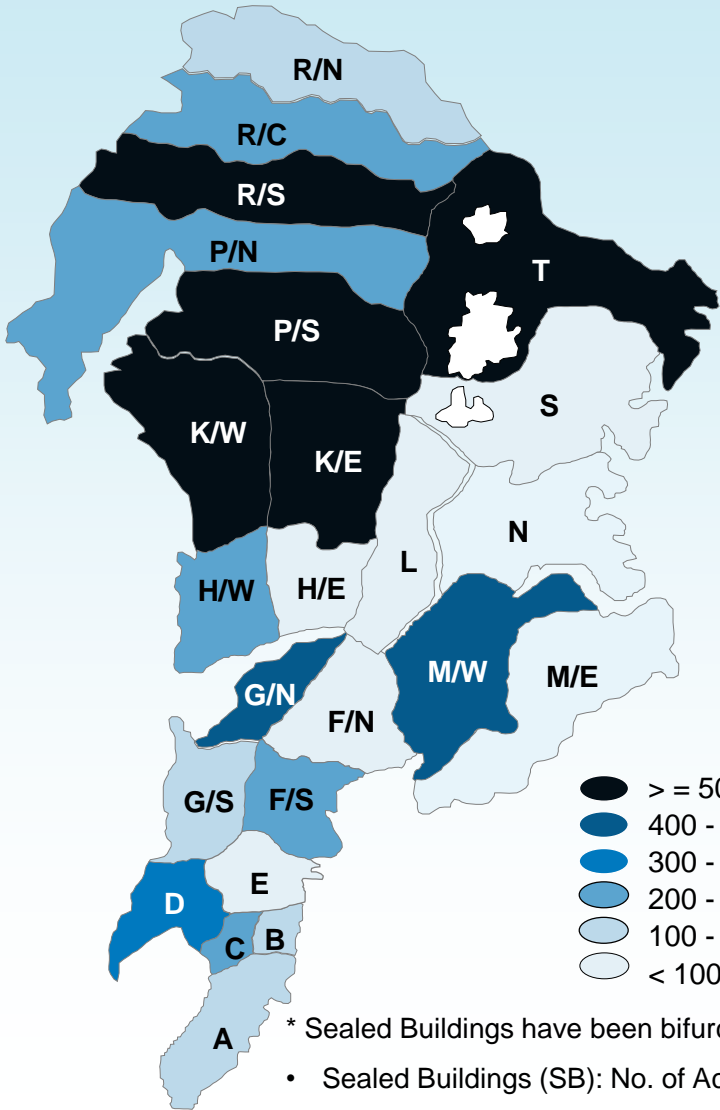 R/N
R/C
R/S
P/N
T
P/S
S
K/W
K/E
N
L
H/W
H/E
M/W
M/E
G/N
F/N
G/S
F/S
E
D
B
C
A
> = 50
400 -
300 -
200 -
100 -
< 100
* Sealed Buildings have been bifurc
• Sealed Buildings (SB): No. of Ac